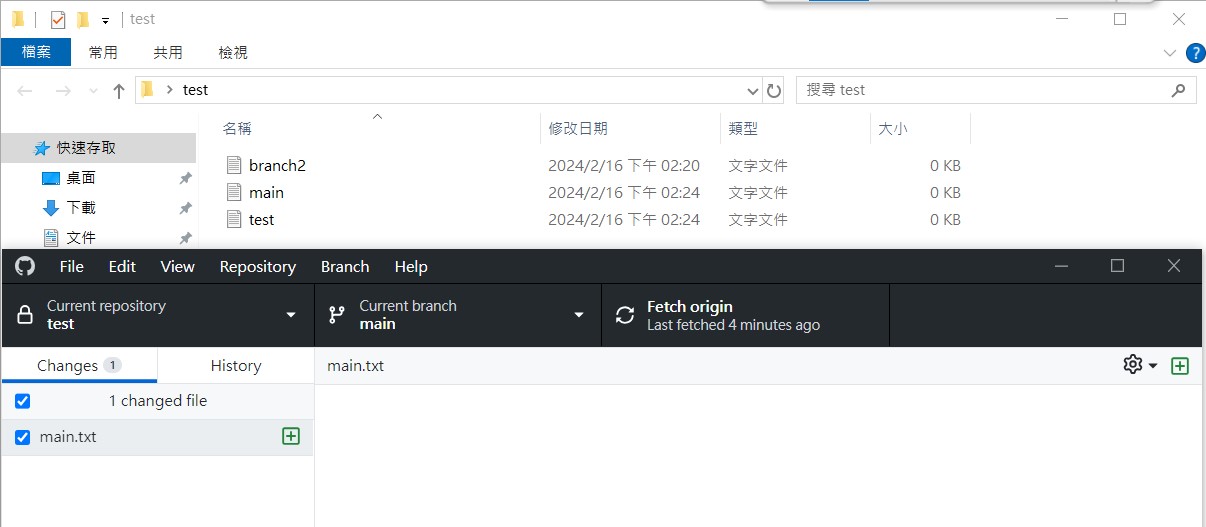 test
檔案 常用 共用 檢視
test 搜尋 test
名稱 修改日期 類型 大小
快速存取
桌面
下載
文件
branch2 2024/2/16 下午 02:20 文字文件 0 KB
main 2024/2/16 下午 02:24 文字文件 0 KB
test 2024/2/16 下午 02:24 文字文件 0 KB
File Edit View Repository Branch Help
Current repository
test
Current branch
main
Fetch origin
Last fetched 4 minutes ago
Changes 1 History
main.txt
1 changed file
main.txt